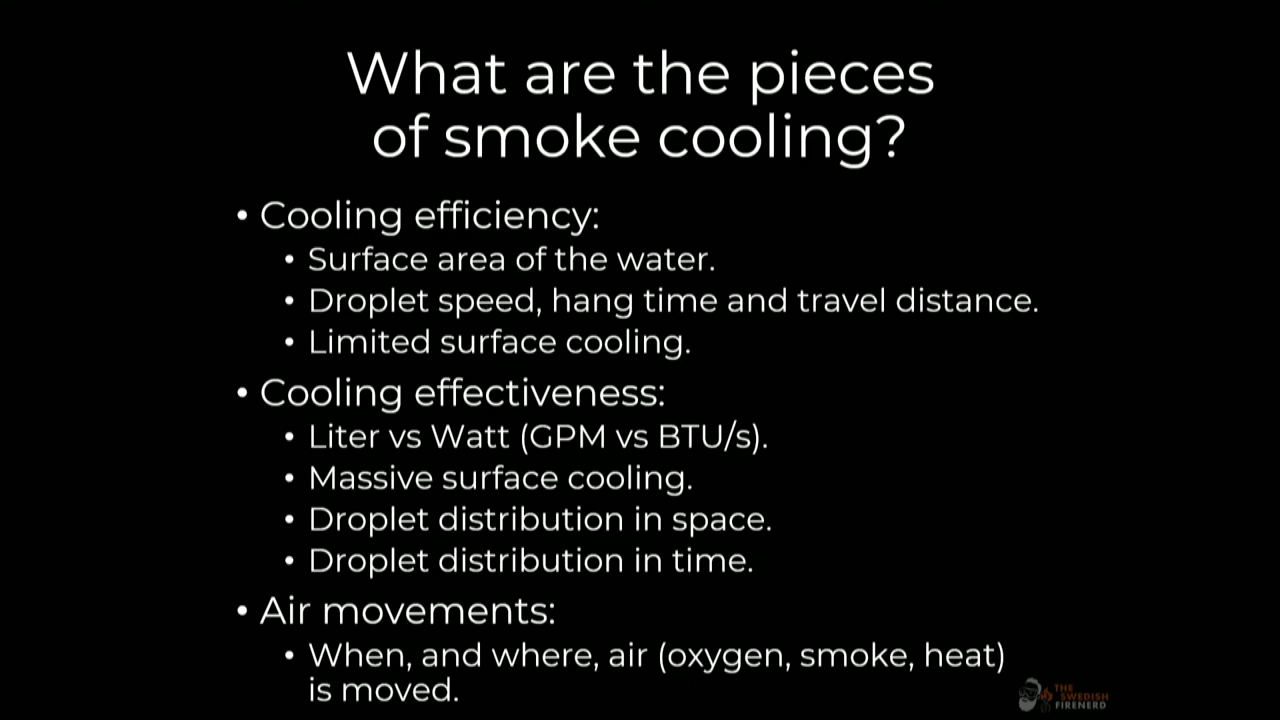 What are the pieces
of smoke cooling?
• Cooling efficiency:
• Surface area of the water.
• Droplet speed, hang time and travel distance.
• Limited surface cooling.
• Cooling effectiveness:
• Liter vs Watt (GPM vs BTU/s).
• Massive surface cooling.
• Droplet distribution in space.
• Droplet distribution in time.
• Air movements:
• When, and where, air (oxygen, smoke, heat)
is moved.
THE
SWEDISH
FIRENERD